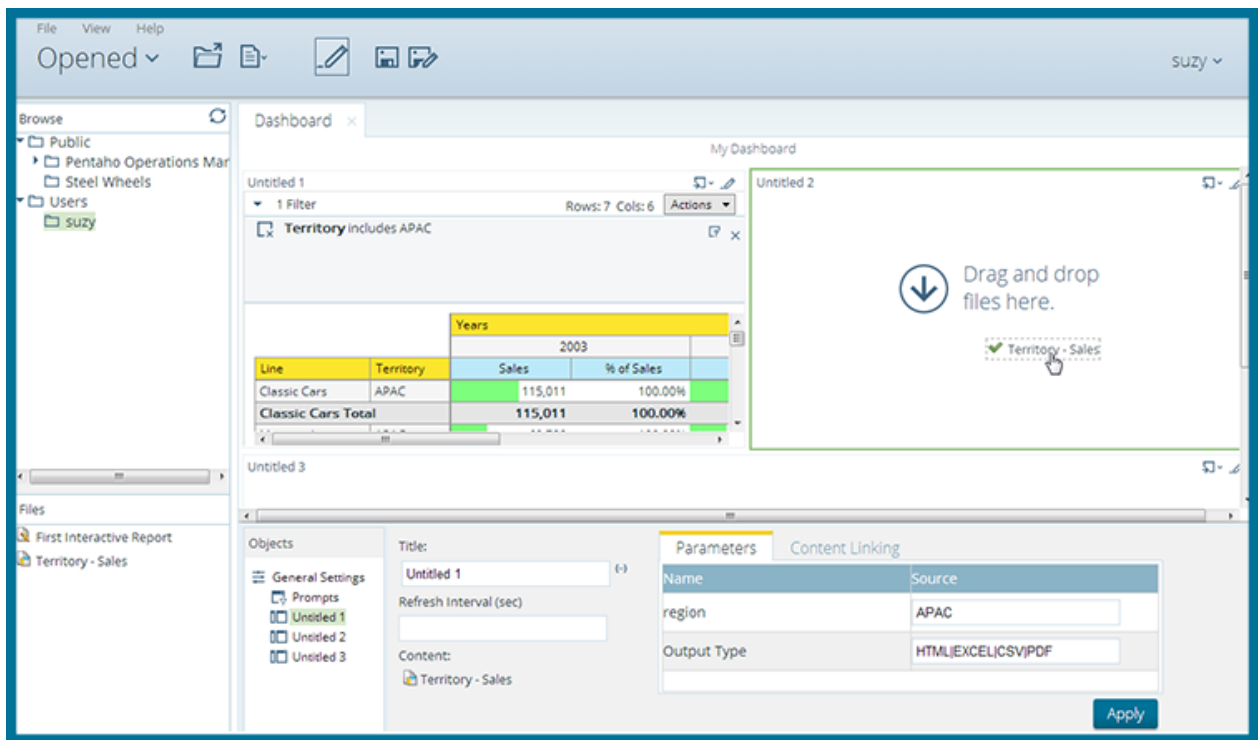 File View Help
Opened
suzy
Browse
Public
Pentaho Operations Mar
Steel Wheels
Users
suzy
Files
First Interactive Report
Territory - Sales
Dashboard ×
My Dashboard
Untitled 1
1 Filter Rows: 7 Cols: 6 Actions
Territory includes APAC
Years
2003
Line Territory Sales % of Sales
Classic Cars APAC 115,011 100.00%
Classic Cars Total 115,011 100.00%
Untitled 2
Drag and drop
files here.
Territory - Sales
Untitled 3
Objects
General Settings
Prompts
Untitled 1
Untitled 2
Untitled 3
Title:
Untitled 1
Refresh Interval (sec)
Content:
Territory - Sales
Parameters Content Linking
Name Source
region APAC
Output Type HTML|EXCEL|CSV|PDF
Apply